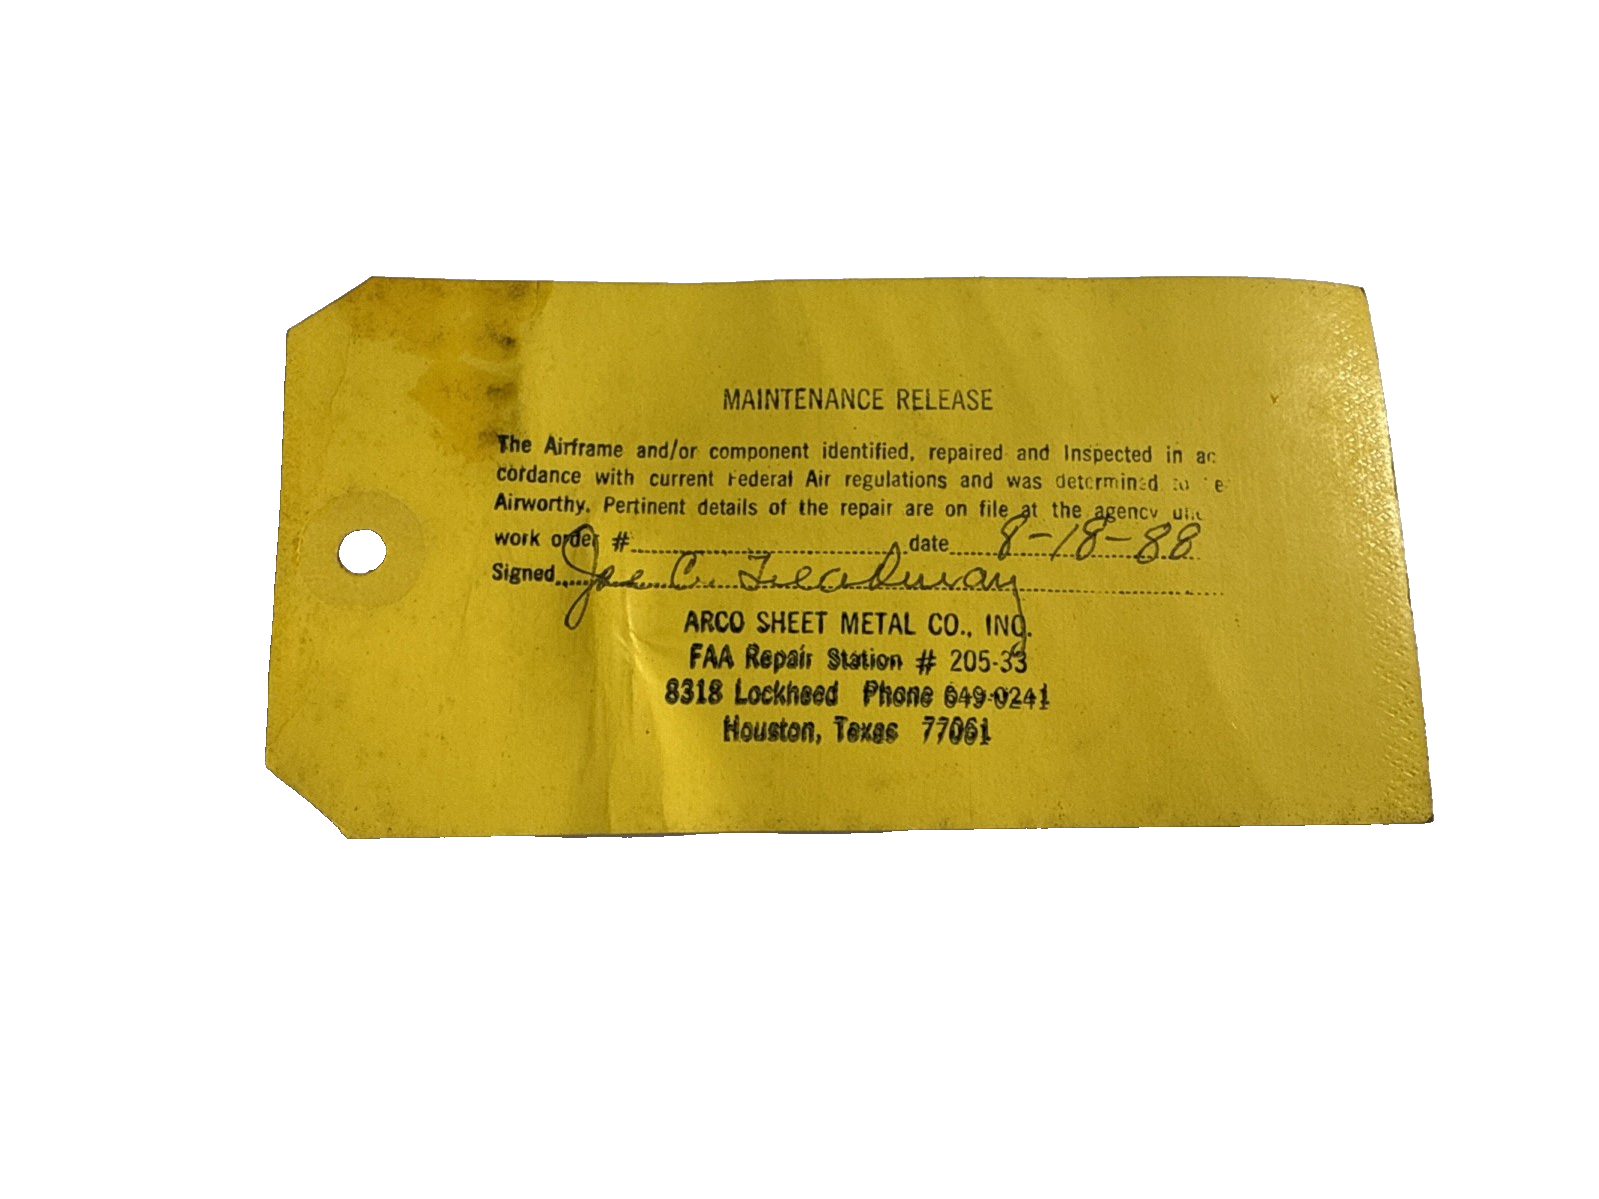 MAINTENANCE RELEASE
The Airframe and/or component identified, repaired and Inspected in ac
cordance with current Federal Air regulations and was determined to
Airworthy. Pertinent details of the repair are on file at the agency
work order # date 8-18-88
Signed Joe C. Treadway
ARCO SHEET METAL CO., INC.
FAA Repair Station # 205-33
8318 Lockheed Phone 649-0241
Houston, Texas 77061